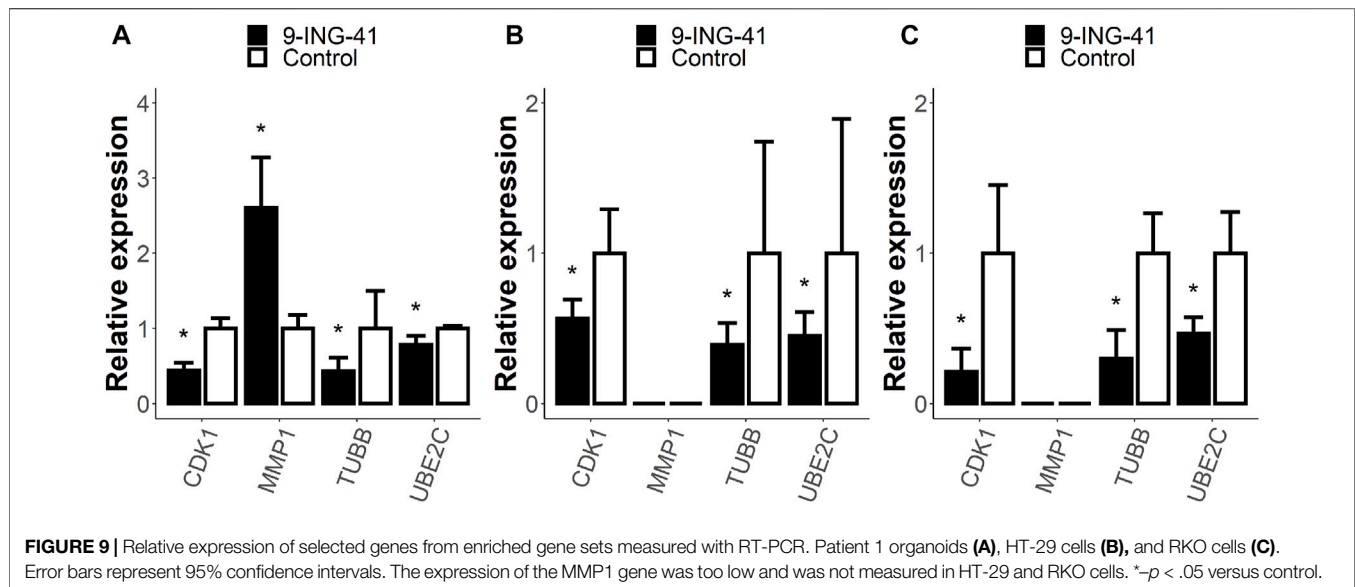 A
9-ING-41
Control
Relative expression
4
3
2
1
0
*
*
*
*
CDK1
MMP1
TUBB
UBE2C
B
9-ING-41
Control
Relative expression
2
1
0
*
*
*
CDK1
MMP1
TUBB
UBE2C
C
9-ING-41
Control
Relative expression
2
1
0
*
*
*
CDK1
MMP1
TUBB
UBE2C
FIGURE 9 | Relative expression of selected genes from enriched gene sets measured with RT-PCR. Patient 1 organoids (A), HT-29 cells (B), and RKO cells (C).
Error bars represent 95% confidence intervals. The expression of the MMP1 gene was too low and was not measured in HT-29 and RKO cells. *–p < .05 versus control.